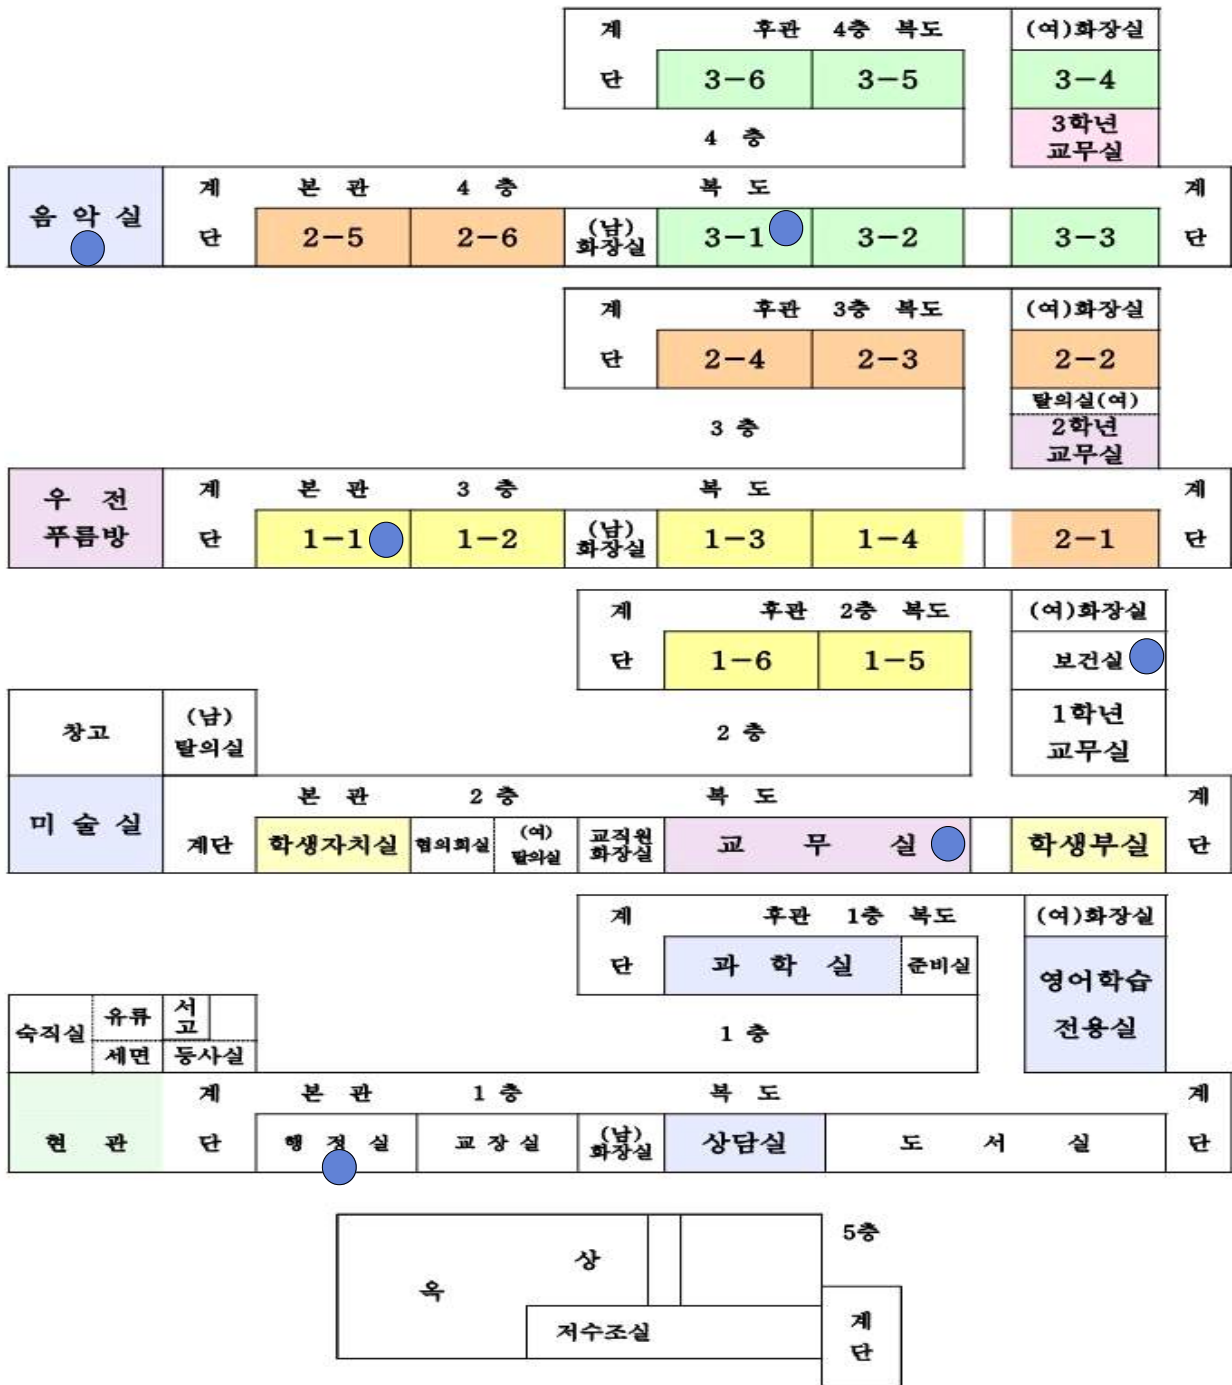 계 후관 4층 복도 (여)화장실
단 3-6 3-5 3-4
4 층 3학년
교무실
음 악 실 계 본 관 4 층 복 도 계
단 2-5 2-6 (남)화장실 3-1 3-2 3-3 단
계 후관 3층 복도 (여)화장실
단 2-4 2-3 2-2
탈의실(여)
3 층 2학년
교무실
우 전 계 본 관 3 층 복 도 계
푸름방 단 1-1 1-2 (남)화장실 1-3 1-4 2-1 단
계 후관 2층 복도 (여)화장실
단 1-6 1-5 보건실
창고 (남)탈의실 2 층 1학년
교무실
미 술 실 본 관 2 층 복 도 계
계단 학생자치실 협의회실 (여)탈의실 교직원화장실 교 무 실 학생부실 단
계 후관 1층 복도 (여)화장실
단 과 학 실 준비실 영어학습
전용실
숙직실 유류 서고 1 층
세면 등사실
계 본 관 1 층 복 도 계
현 관 단 행 정 실 교 장 실 (남)화장실 상담실 도 서 실 단
5층
상
옥
저수조실 계
단